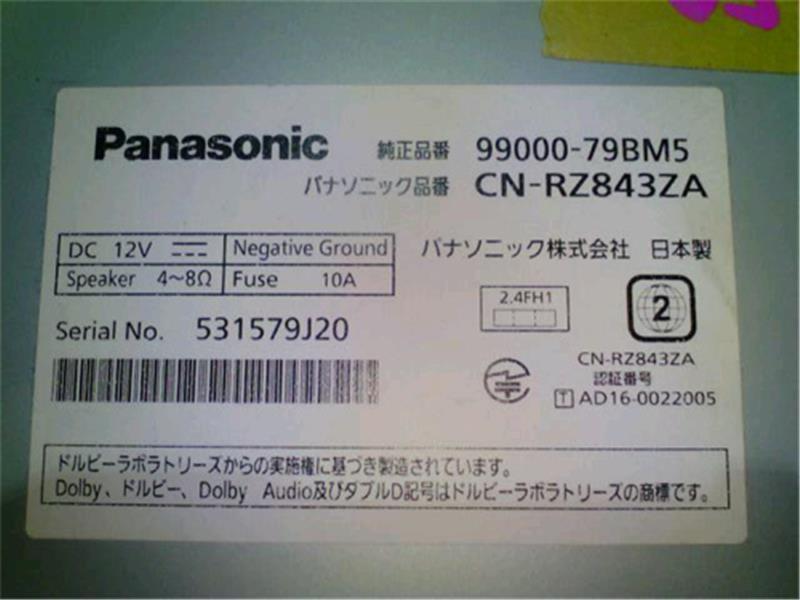 Panasonic 純正品番 99000-79BM5
パナソニック品番 CN-RZ843ZA
DC 12V Negative Ground
Speaker 4~8Ω Fuse 10A
パナソニック株式会社 日本製
2.4FH1
2
Serial No. 531579J20
CN-RZ843ZA
認証番号
T AD16-0022005
ドルビーラボラトリーズからの実施権に基づき製造されています。
Dolby、ドルビー、Dolby Audio及びダブルD記号はドルビーラボラトリーズの商標です。